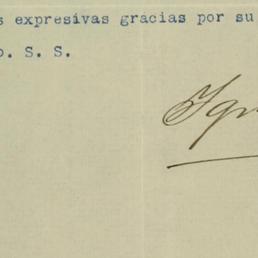 s expresivas gracias por su
o. S. S.